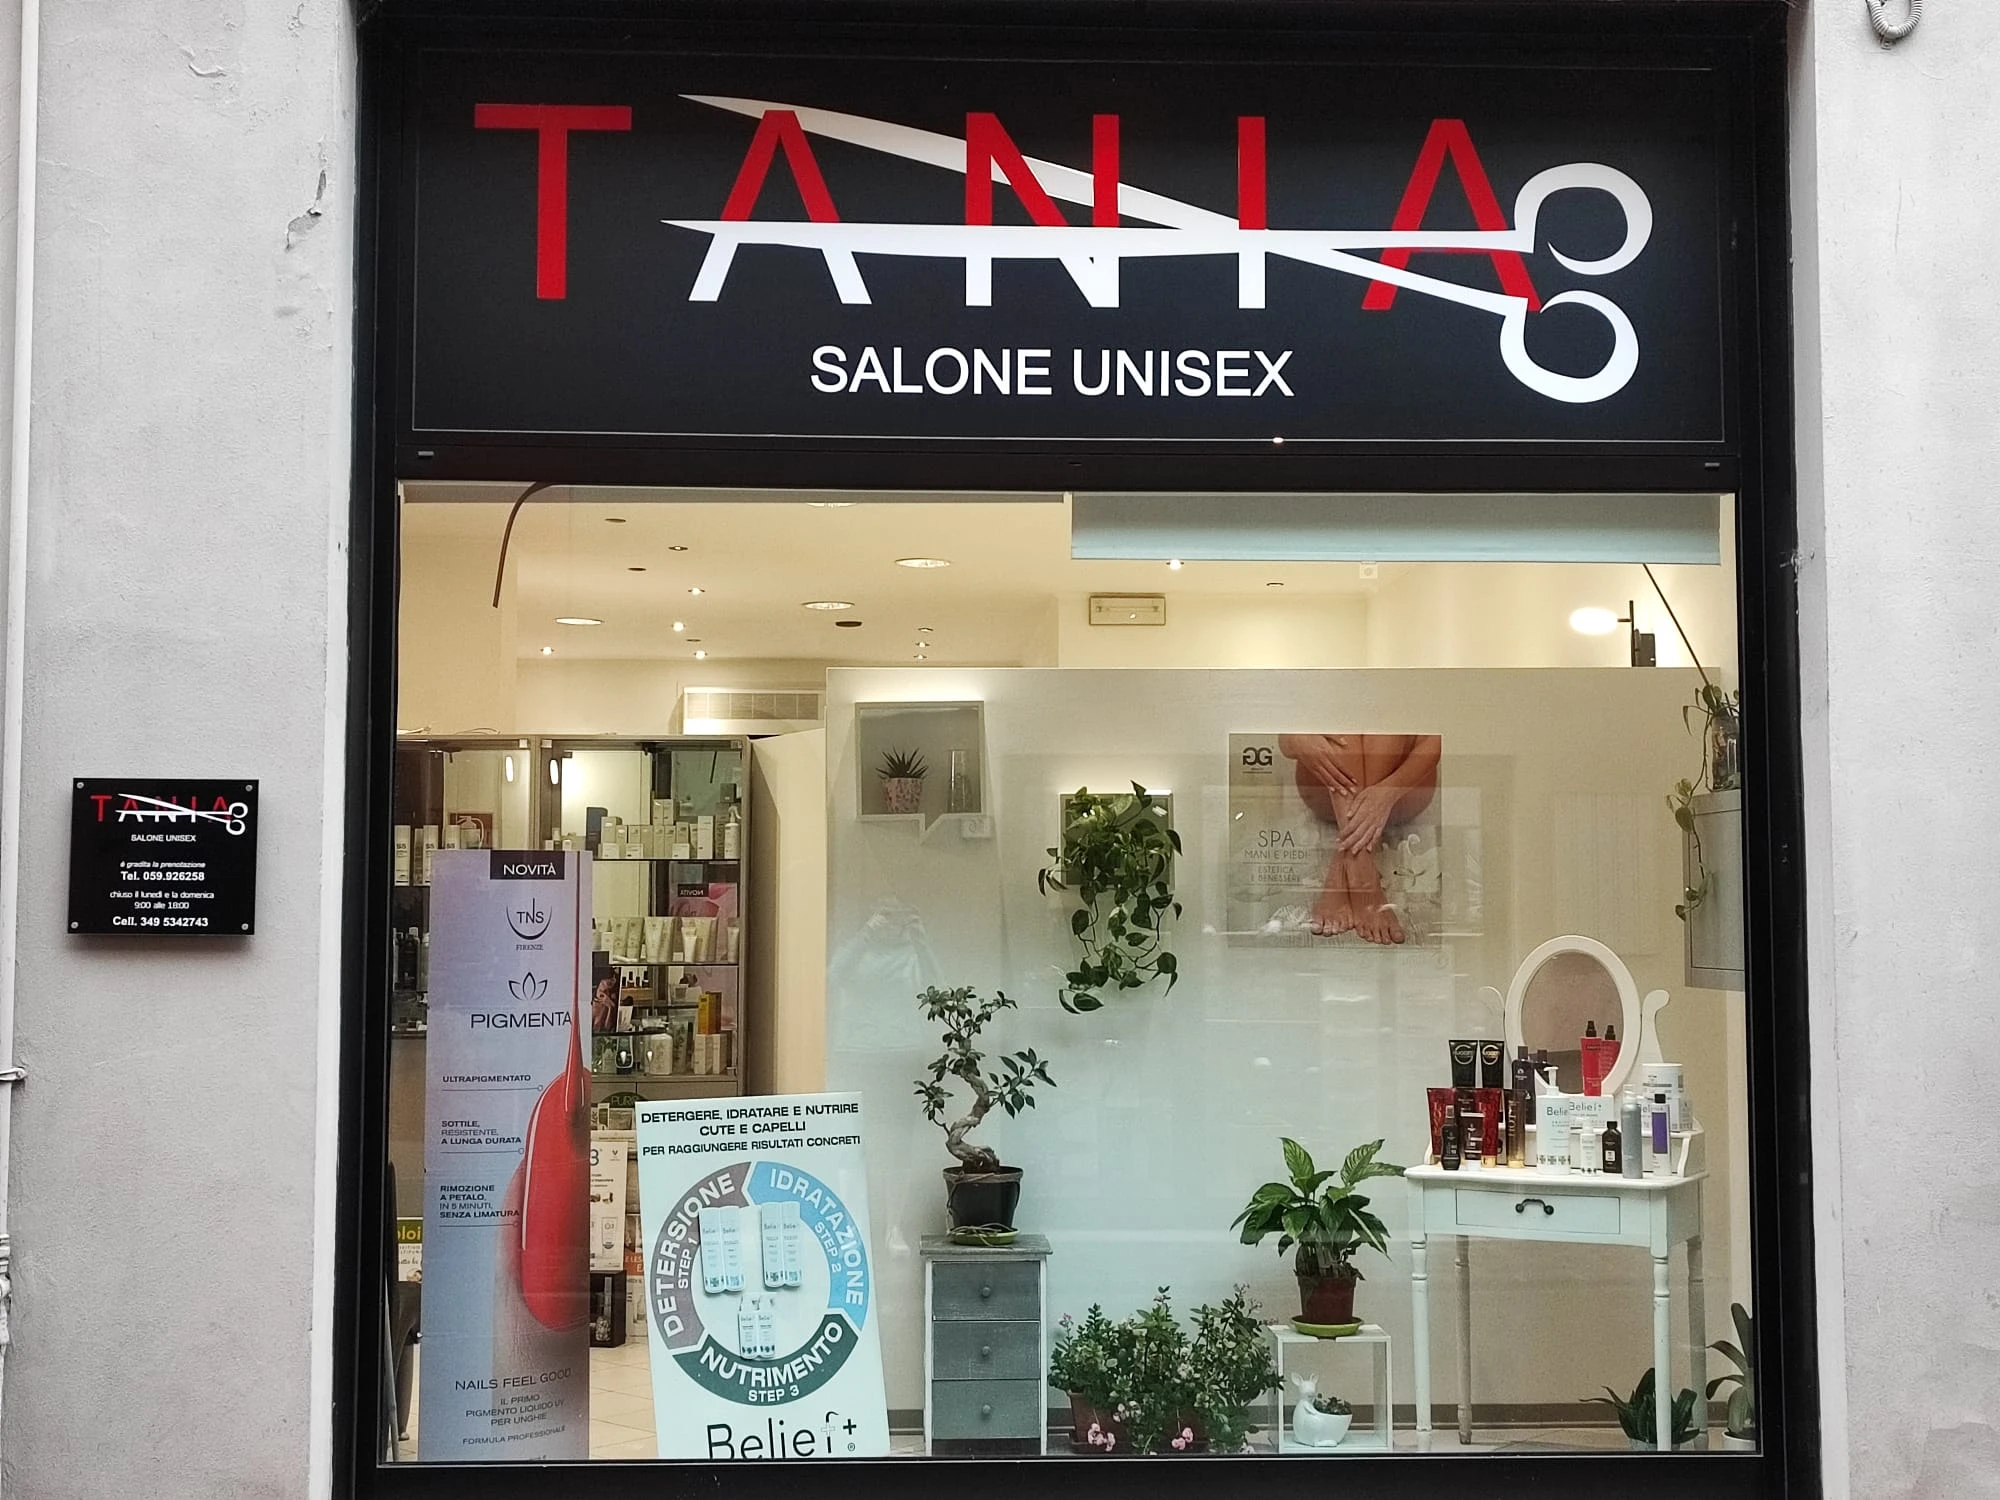 TANIA
SALONE UNISEX
TANIA
SALONE UNISEX
è gradita la prenotazione
Tel. 059.926258
chiuso il lunedì e la domenica
9:00 alle 18:00
Cell. 349 5342743
NOVITÀ
TNS
FIRENZE
PIGMENTA
ULTRAPIGMENTATO
SOTTILE,
RESISTENTE,
A LUNGA DURATA
RIMOZIONE
A PETALO,
IN 5 MINUTI,
SENZA LIMATURA
NAILS FEEL GOOD
IL PRIMO
PIGMENTO LIQUIDO UV
PER UNGHIE
FORMULA PROFESSIONALE
DETERGERE, IDRATARE E NUTRIRE
CUTE E CAPELLI
PER RAGGIUNGERE RISULTATI CONCRETI
DETERSIONE
STEP 1
IDRATAZIONE
STEP 2
NUTRIMENTO
STEP 3
Belief+
GG
SPA
MANI E PIEDI
ESTETICA
E BENESSERE
Belief+